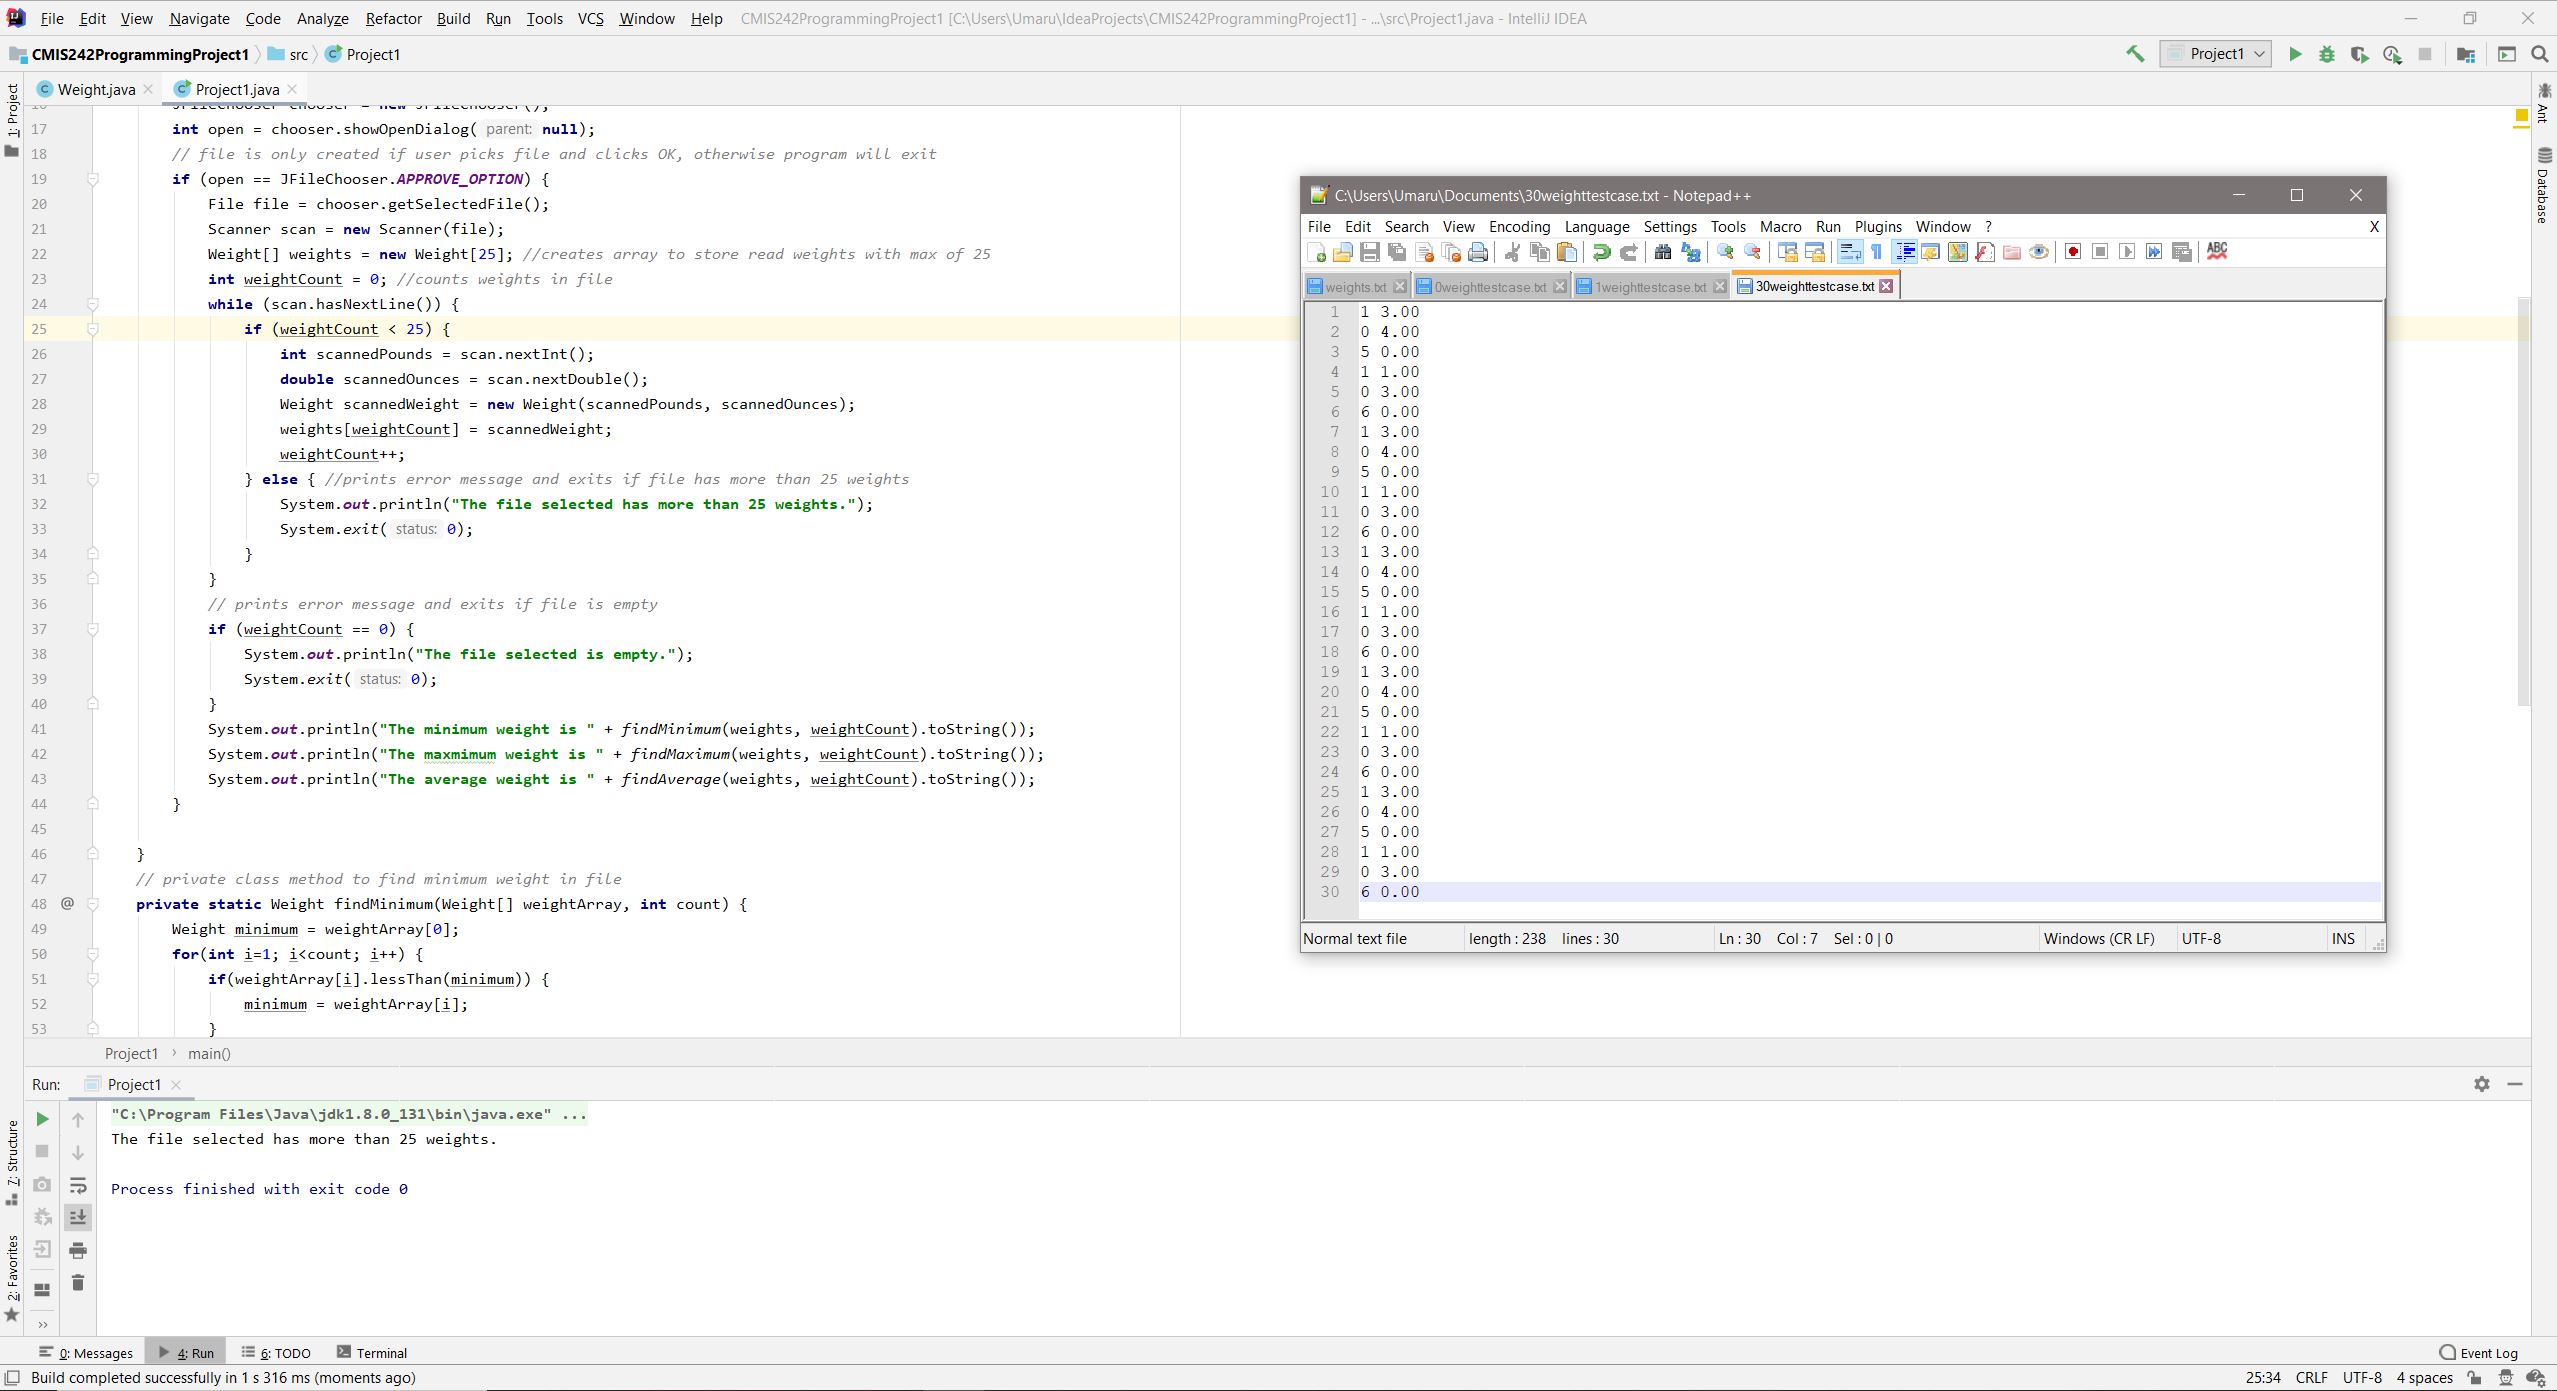 File Edit View Navigate Code Analyze Refactor Build Run Tools VCS Window Help CMIS242ProgrammingProject1 [C:\Users\Umaru\IdeaProjects\CMIS242ProgrammingProject1] - ...\src\Project1.java - IntelliJ IDEA
CMIS242ProgrammingProject1 src Project1
Project1
Weight.java Project1.java
1: Project
Ant
Database
7: Structure
2: Favorites
16 JFileChooser chooser = new JFileChooser();
17 int open = chooser.showOpenDialog( parent: null);
18 // file is only created if user picks file and clicks OK, otherwise program will exit
19 if (open == JFileChooser.APPROVE_OPTION) {
20 File file = chooser.getSelectedFile();
21 Scanner scan = new Scanner(file);
22 Weight[] weights = new Weight[25]; //creates array to store read weights with max of 25
23 int weightCount = 0; //counts weights in file
24 while (scan.hasNextLine()) {
25 if (weightCount < 25) {
26 int scannedPounds = scan.nextInt();
27 double scannedOunces = scan.nextDouble();
28 Weight scannedWeight = new Weight(scannedPounds, scannedOunces);
29 weights[weightCount] = scannedWeight;
30 weightCount++;
31 } else { //prints error message and exits if file has more than 25 weights
32 System.out.println("The file selected has more than 25 weights.");
33 System.exit( status: 0);
34 }
35 }
36 // prints error message and exits if file is empty
37 if (weightCount == 0) {
38 System.out.println("The file selected is empty.");
39 System.exit( status: 0);
40 }
41 System.out.println("The minimum weight is " + findMinimum(weights, weightCount).toString());
42 System.out.println("The maxmimum weight is " + findMaximum(weights, weightCount).toString());
43 System.out.println("The average weight is " + findAverage(weights, weightCount).toString());
44 }
45
46 }
47 // private class method to find minimum weight in file
48 @ private static Weight findMinimum(Weight[] weightArray, int count) {
49 Weight minimum = weightArray[0];
50 for(int i=1; i<count; i++) {
51 if(weightArray[i].lessThan(minimum)) {
52 minimum = weightArray[i];
53 }
Project1 › main()
C:\Users\Umaru\Documents\30weighttestcase.txt - Notepad++
File Edit Search View Encoding Language Settings Tools Macro Run Plugins Window ? X
ABC
weights.txt 0weighttestcase.txt 1weighttestcase.txt 30weighttestcase.txt
1 1 3.00
2 0 4.00
3 5 0.00
4 1 1.00
5 0 3.00
6 6 0.00
7 1 3.00
8 0 4.00
9 5 0.00
10 1 1.00
11 0 3.00
12 6 0.00
13 1 3.00
14 0 4.00
15 5 0.00
16 1 1.00
17 0 3.00
18 6 0.00
19 1 3.00
20 0 4.00
21 5 0.00
22 1 1.00
23 0 3.00
24 6 0.00
25 1 3.00
26 0 4.00
27 5 0.00
28 1 1.00
29 0 3.00
30 6 0.00
Normal text file length : 238 lines : 30 Ln : 30 Col : 7 Sel : 0 | 0 Windows (CR LF) UTF-8 INS
Run: Project1
"C:\Program Files\Java\jdk1.8.0_131\bin\java.exe" ...
The file selected has more than 25 weights.
Process finished with exit code 0
0: Messages 4: Run 6: TODO Terminal Event Log
Build completed successfully in 1 s 316 ms (moments ago) 25:34 CRLF UTF-8 4 spaces